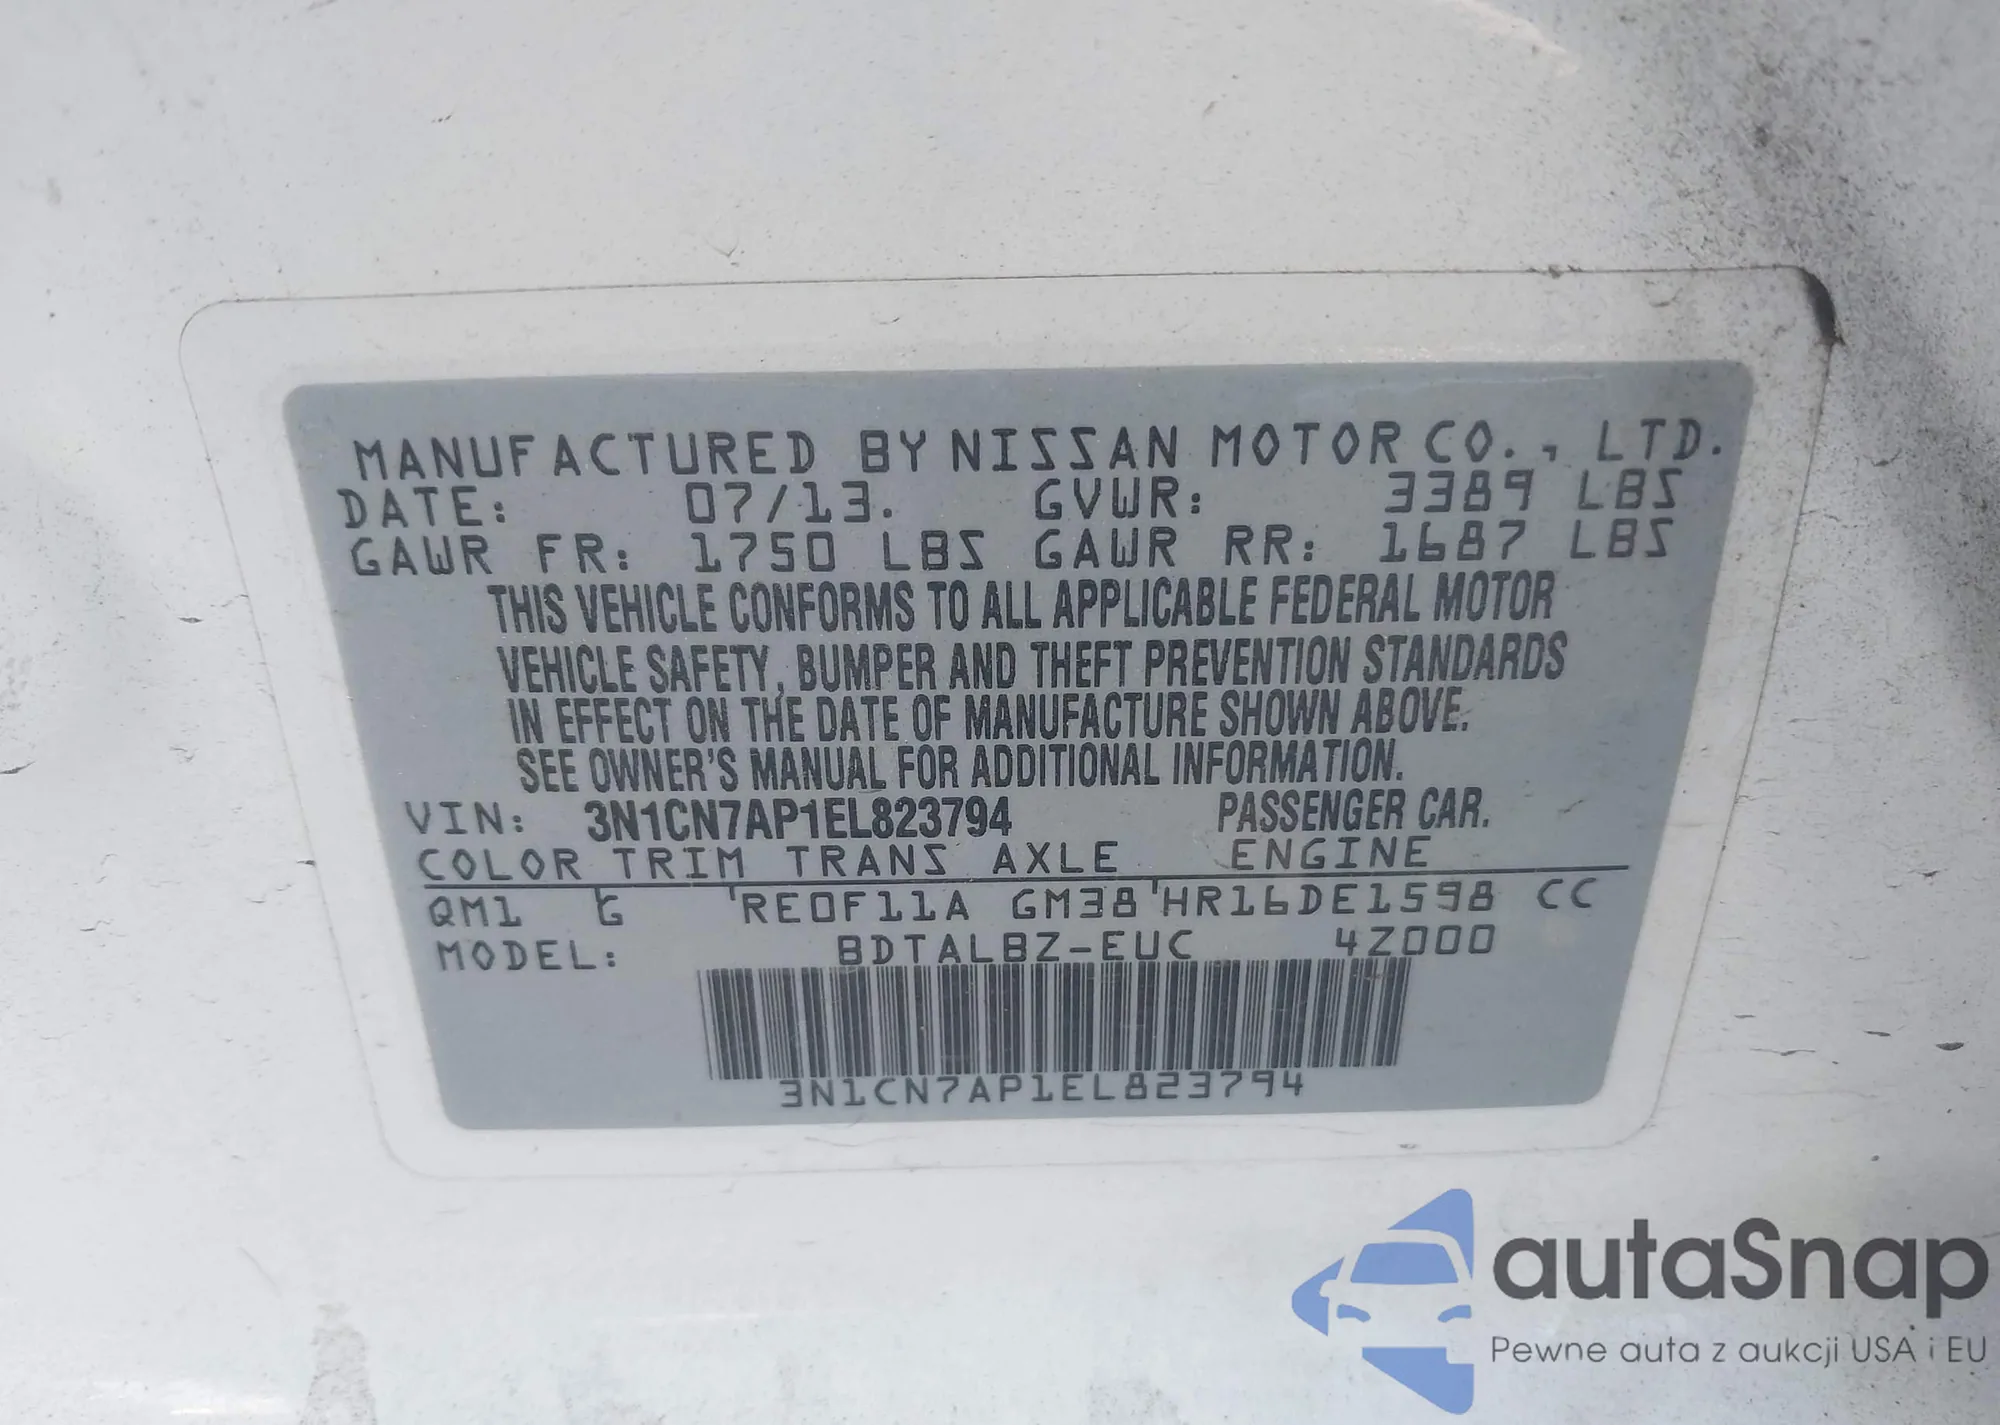 MANUFACTURED BY NISSAN MOTOR CO., LTD.
DATE: 07/13. GVWR: 3389 LBS
GAWR FR: 1750 LBS GAWR RR: 1687 LBS
THIS VEHICLE CONFORMS TO ALL APPLICABLE FEDERAL MOTOR
VEHICLE SAFETY, BUMPER AND THEFT PREVENTION STANDARDS
IN EFFECT ON THE DATE OF MANUFACTURE SHOWN ABOVE.
SEE OWNER'S MANUAL FOR ADDITIONAL INFORMATION.
VIN: 3N1CN7AP1EL823794 PASSENGER CAR.
COLOR TRIM TRANS AXLE ENGINE
QM1 G RE0F11A GM38 HR16DE1598 CC
MODEL: BDTALBZ-EUC 4Z000
3N1CN7AP1EL823794
autaSnap
Pewne auta z aukcji USA i EU